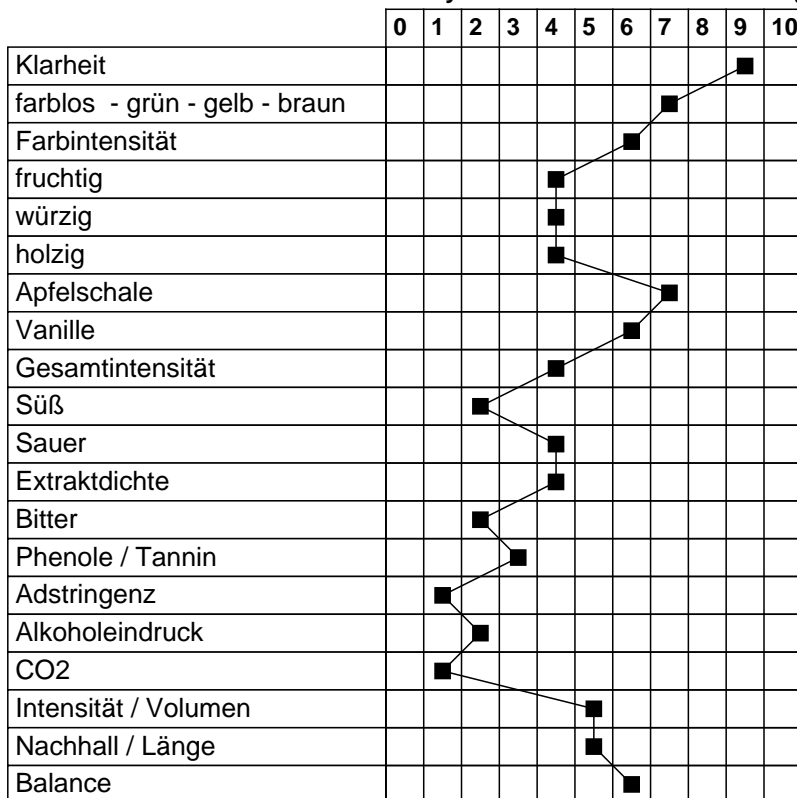 0 1 2 3 4 5 6 7 8 9 10
Klarheit
farblos - grün - gelb - braun
Farbintensität
fruchtig
würzig
holzig
Apfelschale
Vanille
Gesamtintensität
Süß
Sauer
Extraktdichte
Bitter
Phenole / Tannin
Adstringenz
Alkoholeindruck
CO2
Intensität / Volumen
Nachhall / Länge
Balance